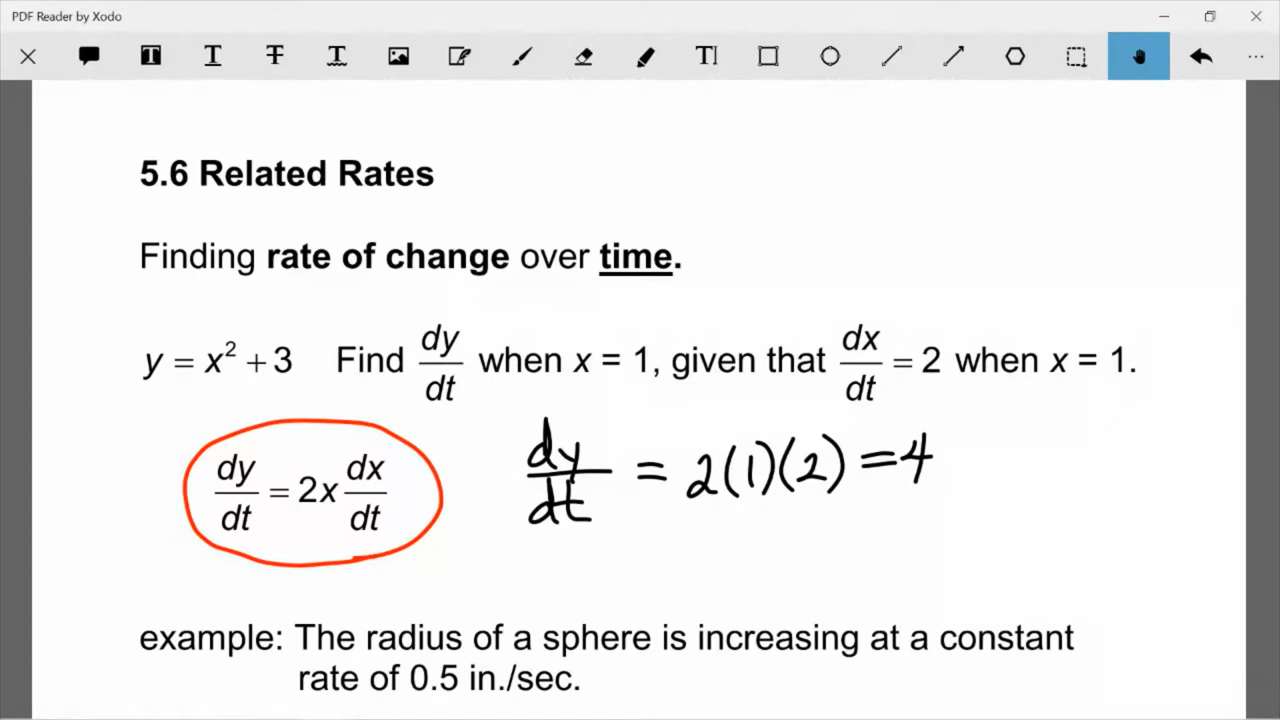 PDF Reader by Xodo
5.6 Related Rates
Finding rate of change over time.
y = x² + 3 Find dy/dt when x = 1, given that dx/dt = 2 when x = 1.
dy/dt = 2x dx/dt
dy/dt = 2(1)(2) = 4
example: The radius of a sphere is increasing at a constant
rate of 0.5 in./sec.